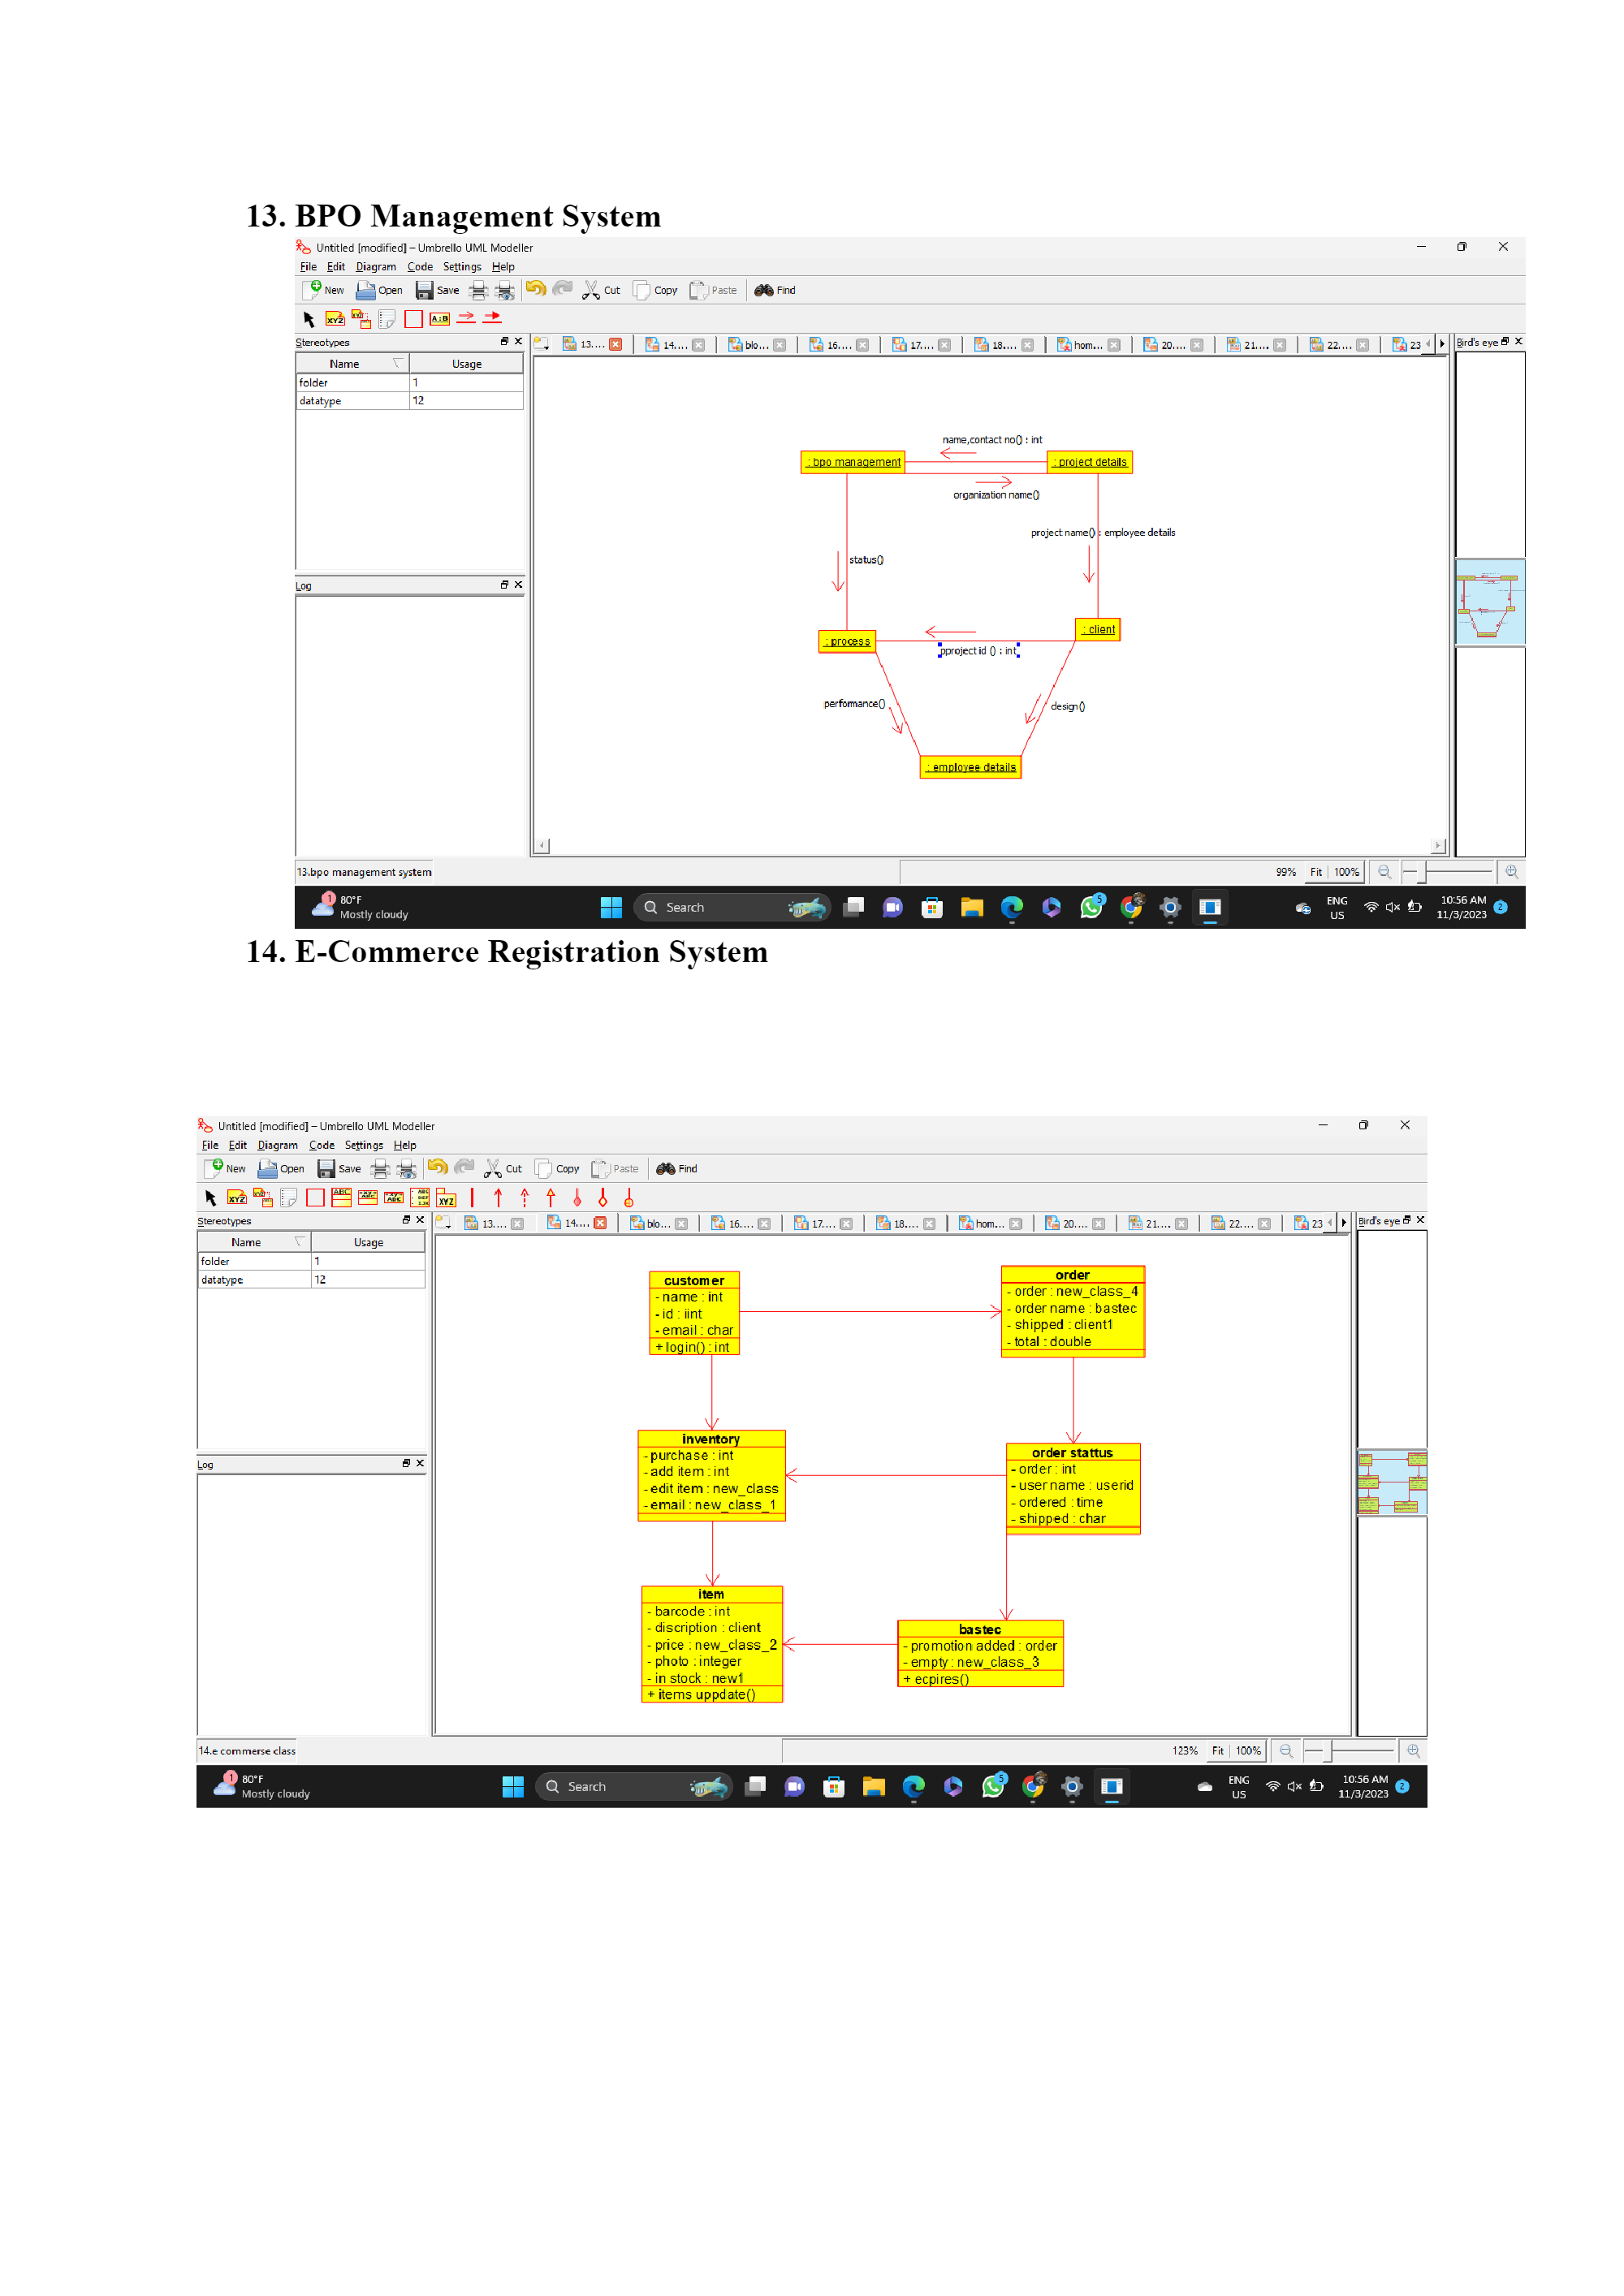 13. BPO Management System
Untitled [modified] – Umbrello UML Modeller
File Edit Diagram Code Settings Help
New Open Save Cut Copy Paste Find
XYZ A:B
Stereotypes
Name Usage
folder 1
datatype 12
Log
13.... 14.... blo... 16.... 17.... 18.... hom... 20.... 21.... 22.... 23
Bird's eye
name,contact no() : int
: bpo management : project details
organization name()
project name() : employee details
status()
: client
: process
pproject id () : int
performance() design()
: employee details
13.bpo management system
99% Fit 100%
1 80°F
Mostly cloudy
Search
5
ENG
US
10:56 AM
11/3/2023
2
14. E-Commerce Registration System
Untitled [modified] – Umbrello UML Modeller
File Edit Diagram Code Settings Help
New Open Save Cut Copy Paste Find
Stereotypes
Name Usage
folder 1
datatype 12
Log
13.... 14.... blo... 16.... 17.... 18.... hom... 20.... 21.... 22.... 23
Bird's eye
customer
- name : int
- id : iint
- email : char
+ login() : int
order
- order : new_class_4
- order name : bastec
- shipped : client1
- total : double
inventory
- purchase : int
- add item : int
- edit item : new_class
- email : new_class_1
order stattus
- order : int
- user name : userid
- ordered : time
- shipped : char
item
- barcode : int
- discription : client
- price : new_class_2
- photo : integer
- in stock : new1
+ items uppdate()
bastec
- promotion added : order
- empty : new_class_3
+ ecpires()
14.e commerse class
123% Fit 100%
1 80°F
Mostly cloudy
Search
5
ENG
US
10:56 AM
11/3/2023
2